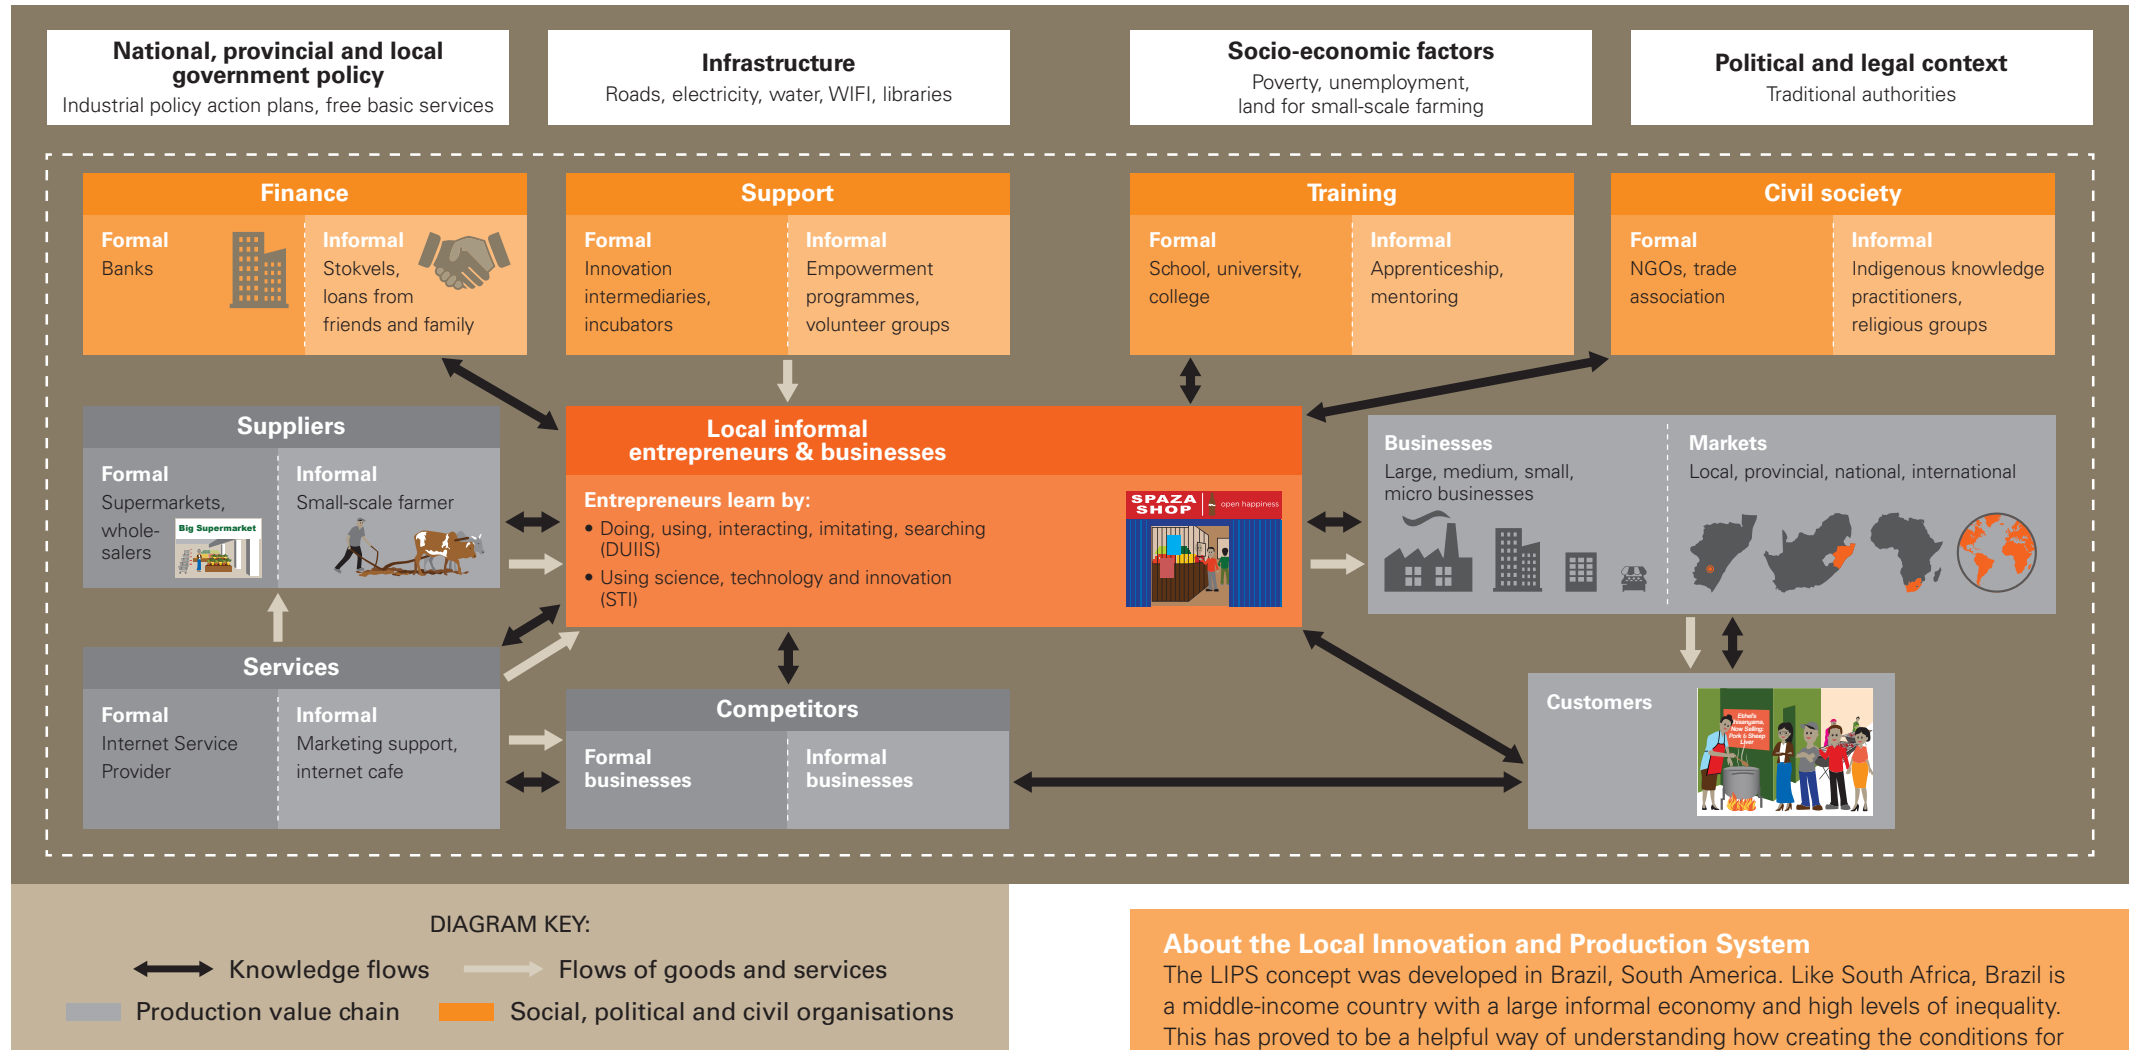 National, provincial and local
government policy
Industrial policy action plans, free basic services
Infrastructure
Roads, electricity, water, WIFI, libraries
Socio-economic factors
Poverty, unemployment,
land for small-scale farming
Political and legal context
Traditional authorities
Finance
Formal
Banks
Informal
Stokvels,
loans from
friends and family
Support
Formal
Innovation
intermediaries,
incubators
Informal
Empowerment
programmes,
volunteer groups
Training
Formal
School, university,
college
Informal
Apprenticeship,
mentoring
Civil society
Formal
NGOs, trade
association
Informal
Indigenous knowledge
practitioners,
religious groups
Suppliers
Formal
Supermarkets,
whole-
salers
Big Supermarket
Informal
Small-scale farmer
Local informal
entrepreneurs & businesses
Entrepreneurs learn by:
• Doing, using, interacting, imitating, searching
(DUIIS)
• Using science, technology and innovation
(STI)
SPAZA
SHOP
open happiness
Businesses
Large, medium, small,
micro businesses
Markets
Local, provincial, national, international
Services
Formal
Internet Service
Provider
Informal
Marketing support,
internet cafe
Competitors
Formal
businesses
Informal
businesses
Customers
Now Selling:
Pork & Sheep
Liver
DIAGRAM KEY:
Knowledge flows
Flows of goods and services
Production value chain
Social, political and civil organisations
About the Local Innovation and Production System
The LIPS concept was developed in Brazil, South America. Like South Africa, Brazil is
a middle-income country with a large informal economy and high levels of inequality.
This has proved to be a helpful way of understanding how creating the conditions for